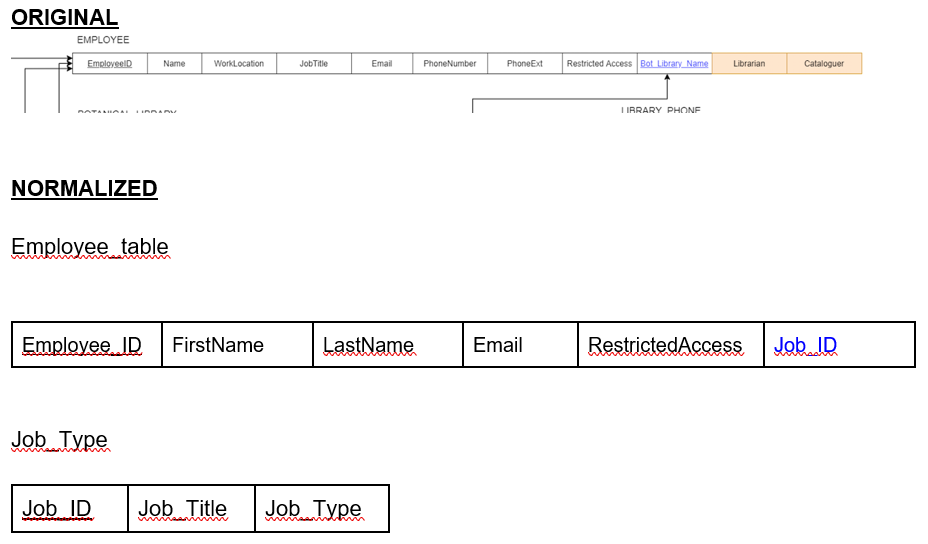 ORIGINAL
EMPLOYEE
EmployeeID Name WorkLocation JobTitle Email PhoneNumber PhoneExt Restricted Access Bot_Library_Name Librarian Cataloguer
BOTANICAL_LIBRARY LIBRARY_PHONE
NORMALIZED
Employee_table
Employee_ID FirstName LastName Email RestrictedAccess Job_ID
Job_Type
Job_ID Job_Title Job_Type